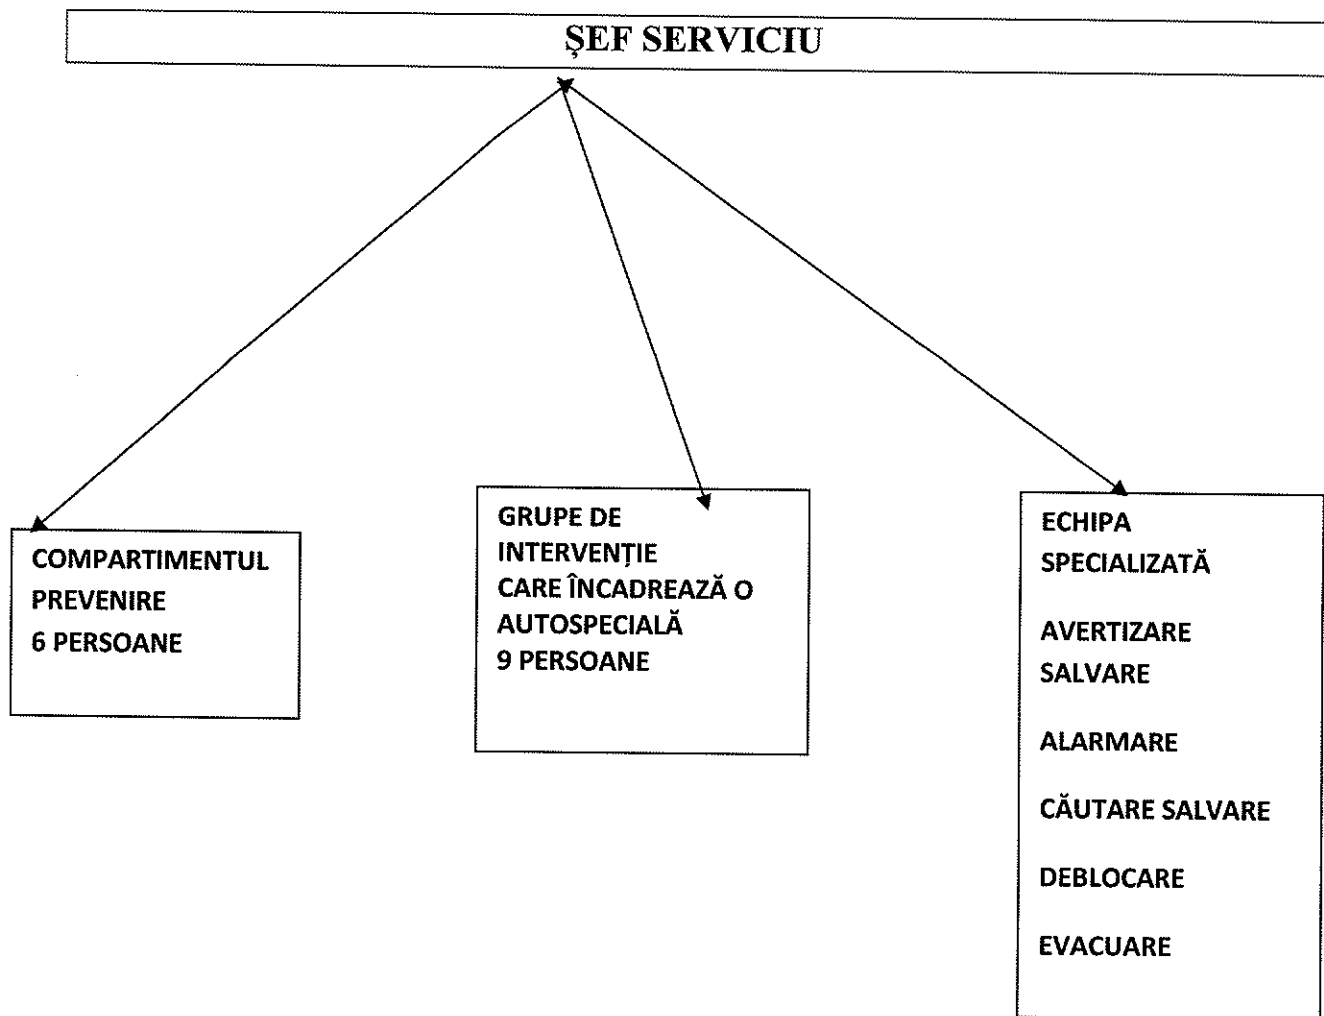 ŞEF SERVICIU
COMPARTIMENTUL
PREVENIRE
6 PERSOANE
GRUPE DE
INTERVENȚIE
CARE ÎNCADREAZĂ O
AUTOSPECIALĂ
9 PERSOANE
ECHIPA
SPECIALIZATĂ
AVERTIZARE
SALVARE
ALARMARE
CĂUTARE SALVARE
DEBLOCARE
EVACUARE